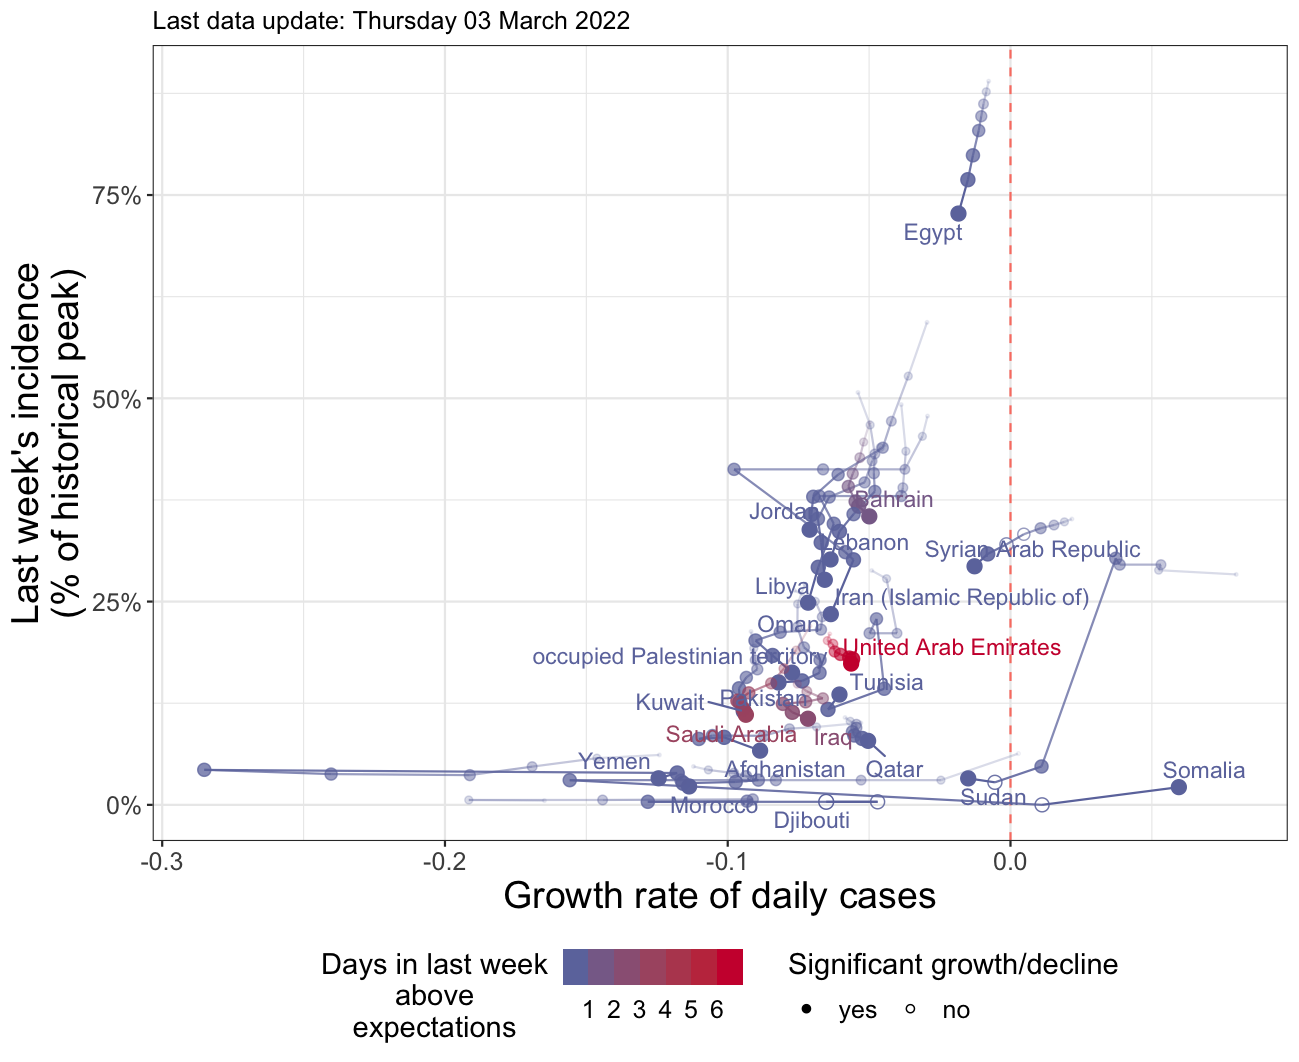 Last data update: Thursday 03 March 2022
Last week's incidence
(% of historical peak)
75%
50%
25%
0%
Egypt
Bahrain
Jordan
Lebanon
Syrian Arab Republic
Libya
Iran (Islamic Republic of)
Oman
United Arab Emirates
occupied Palestinian territory
Tunisia
Pakistan
Kuwait
Saudi Arabia
Iraq
Yemen
Afghanistan
Qatar
Somalia
Sudan
Morocco
Djibouti
-0.3
-0.2
-0.1
0.0
Growth rate of daily cases
Days in last week
above
expectations
1 2 3 4 5 6
Significant growth/decline
yes
no